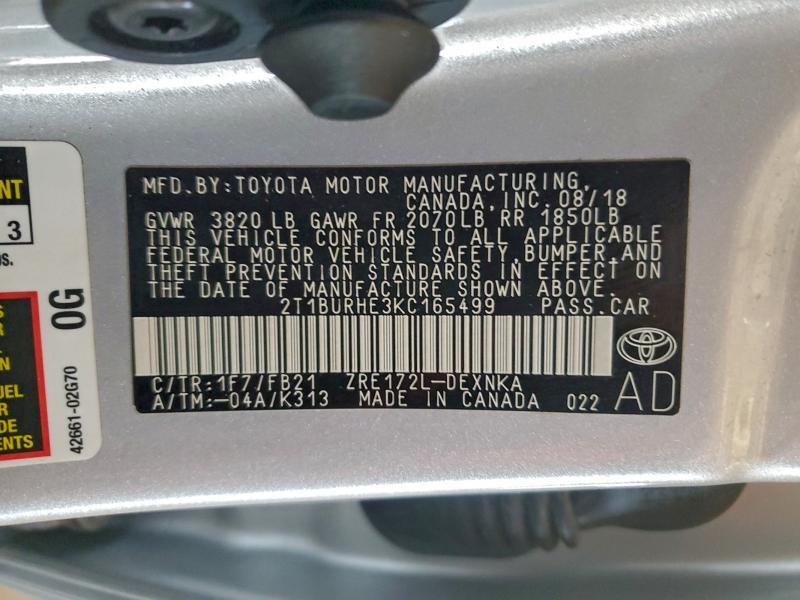 MFD. BY: TOYOTA MOTOR MANUFACTURING,
CANADA, INC. 08/18
GVWR 3820 LB GAWR FR 2070LB, RR 1850LB
THIS VEHICLE CONFORMS TO ALL APPLICABLE
FEDERAL MOTOR VEHICLE SAFETY, BUMPER, AND
THEFT PREVENTION STANDARDS IN EFFECT ON
THE DATE OF MANUFACTURE SHOWN ABOVE.
2T1BURHE3KC165499 PASS. CAR
C/TR: 1F7/FB21 ZRE172L-DEXNKA
A/TM:-04A/K313 MADE IN CANADA 022
AD
3
0G
42661-02G70